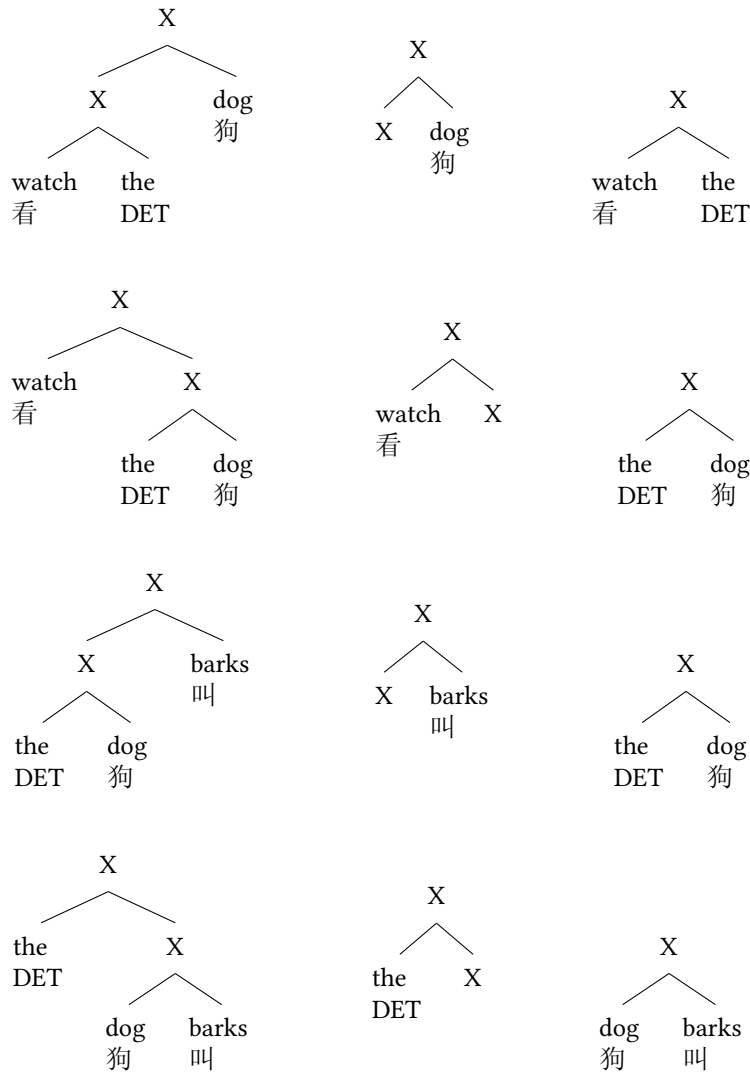 X
X
X dog X
狗
X dog
狗
watch the watch the
看 DET 看 DET
X
X
watch X X
看
watch X
看
the dog the dog
DET 狗 DET 狗
X
X
X barks X
叫
X barks
叫
the dog the dog
DET 狗 DET 狗
X
X
the X X
DET
the X
DET
dog barks dog barks
狗 叫 狗 叫